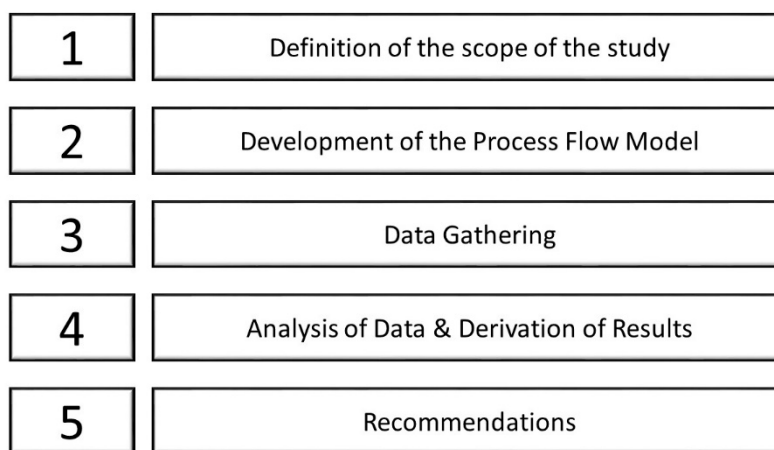 1 Definition of the scope of the study
2 Development of the Process Flow Model
3 Data Gathering
4 Analysis of Data & Derivation of Results
5 Recommendations